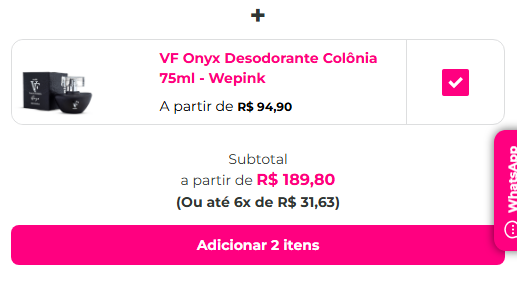 +
VF Onyx Desodorante Colônia
75ml - Wepink
A partir de R$ 94,90
Subtotal
a partir de R$ 189,80
(Ou até 6x de R$ 31,63)
Adicionar 2 itens
WhatsApp